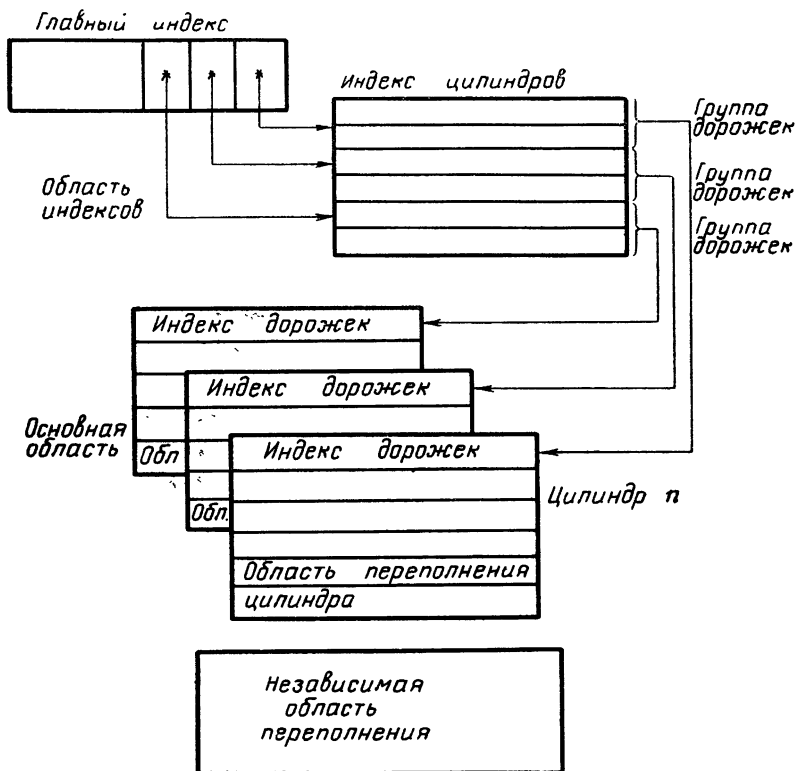 Главный индекс
* * *
Индекс цилиндров
Группа
дорожек
Группа
дорожек
Группа
дорожек
Область
индексов
Индекс дорожек
Индекс дорожек
Индекс дорожек
Основная
область
Обл
Обл.
Цилиндр n
Область переполнения
цилиндра
Независимая
область
переполнения